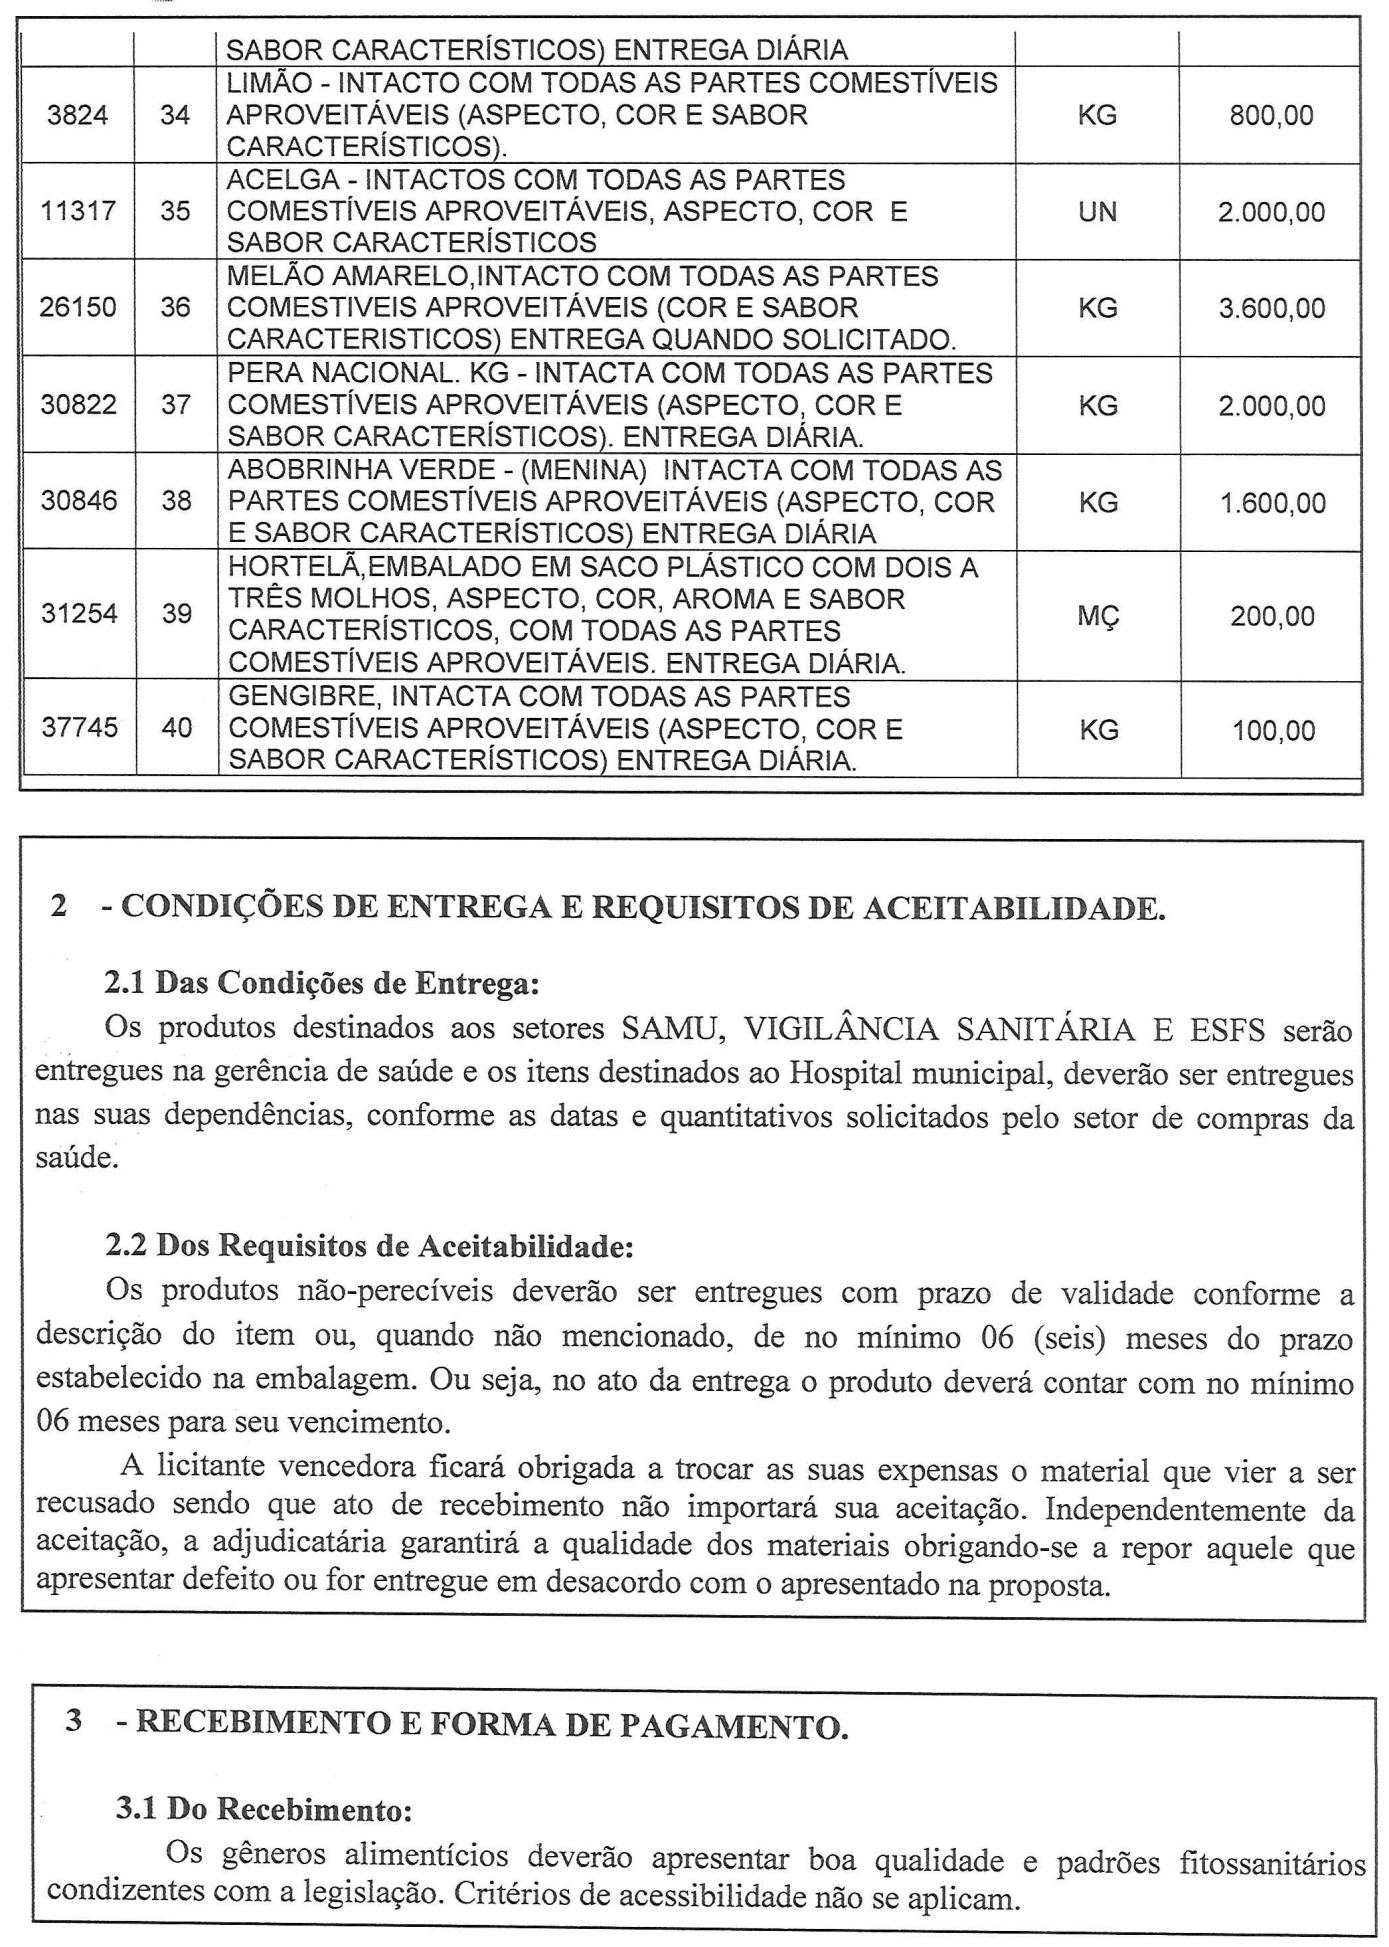 SABOR CARACTERÍSTICOS) ENTREGA DIÁRIA
LIMÃO - INTACTO COM TODAS AS PARTES COMESTÍVEIS
3824 34 APROVEITÁVEIS (ASPECTO, COR E SABOR KG 800,00
CARACTERÍSTICOS).
ACELGA - INTACTOS COM TODAS AS PARTES
11317 35 COMESTÍVEIS APROVEITÁVEIS, ASPECTO, COR E UN 2.000,00
SABOR CARACTERÍSTICOS
MELÃO AMARELO,INTACTO COM TODAS AS PARTES
26150 36 COMESTIVEIS APROVEITÁVEIS (COR E SABOR KG 3.600,00
CARACTERISTICOS) ENTREGA QUANDO SOLICITADO.
PERA NACIONAL. KG - INTACTA COM TODAS AS PARTES
30822 37 COMESTÍVEIS APROVEITÁVEIS (ASPECTO, COR E KG 2.000,00
SABOR CARACTERÍSTICOS). ENTREGA DIÁRIA.
ABOBRINHA VERDE - (MENINA) INTACTA COM TODAS AS
30846 38 PARTES COMESTÍVEIS APROVEITÁVEIS (ASPECTO, COR KG 1.600,00
E SABOR CARACTERÍSTICOS) ENTREGA DIÁRIA
HORTELÃ,EMBALADO EM SACO PLÁSTICO COM DOIS A
TRÊS MOLHOS, ASPECTO, COR, AROMA E SABOR
31254 39 CARACTERÍSTICOS, COM TODAS AS PARTES MÇ 200,00
COMESTÍVEIS APROVEITÁVEIS. ENTREGA DIÁRIA.
GENGIBRE, INTACTA COM TODAS AS PARTES
37745 40 COMESTÍVEIS APROVEITÁVEIS (ASPECTO, COR E KG 100,00
SABOR CARACTERÍSTICOS) ENTREGA DIÁRIA.
2 - CONDIÇÕES DE ENTREGA E REQUISITOS DE ACEITABILIDADE.
2.1 Das Condições de Entrega:
Os produtos destinados aos setores SAMU, VIGILÂNCIA SANITÁRIA E ESFS serão
entregues na gerência de saúde e os itens destinados ao Hospital municipal, deverão ser entregues
nas suas dependências, conforme as datas e quantitativos solicitados pelo setor de compras da
saúde.
2.2 Dos Requisitos de Aceitabilidade:
Os produtos não-perecíveis deverão ser entregues com prazo de validade conforme a
descrição do item ou, quando não mencionado, de no mínimo 06 (seis) meses do prazo
estabelecido na embalagem. Ou seja, no ato da entrega o produto deverá contar com no mínimo
06 meses para seu vencimento.
A licitante vencedora ficará obrigada a trocar as suas expensas o material que vier a ser
recusado sendo que ato de recebimento não importará sua aceitação. Independentemente da
aceitação, a adjudicatária garantirá a qualidade dos materiais obrigando-se a repor aquele que
apresentar defeito ou for entregue em desacordo com o apresentado na proposta.
3 - RECEBIMENTO E FORMA DE PAGAMENTO.
3.1 Do Recebimento:
Os gêneros alimentícios deverão apresentar boa qualidade e padrões fitossanitários
condizentes com a legislação. Critérios de acessibilidade não se aplicam.